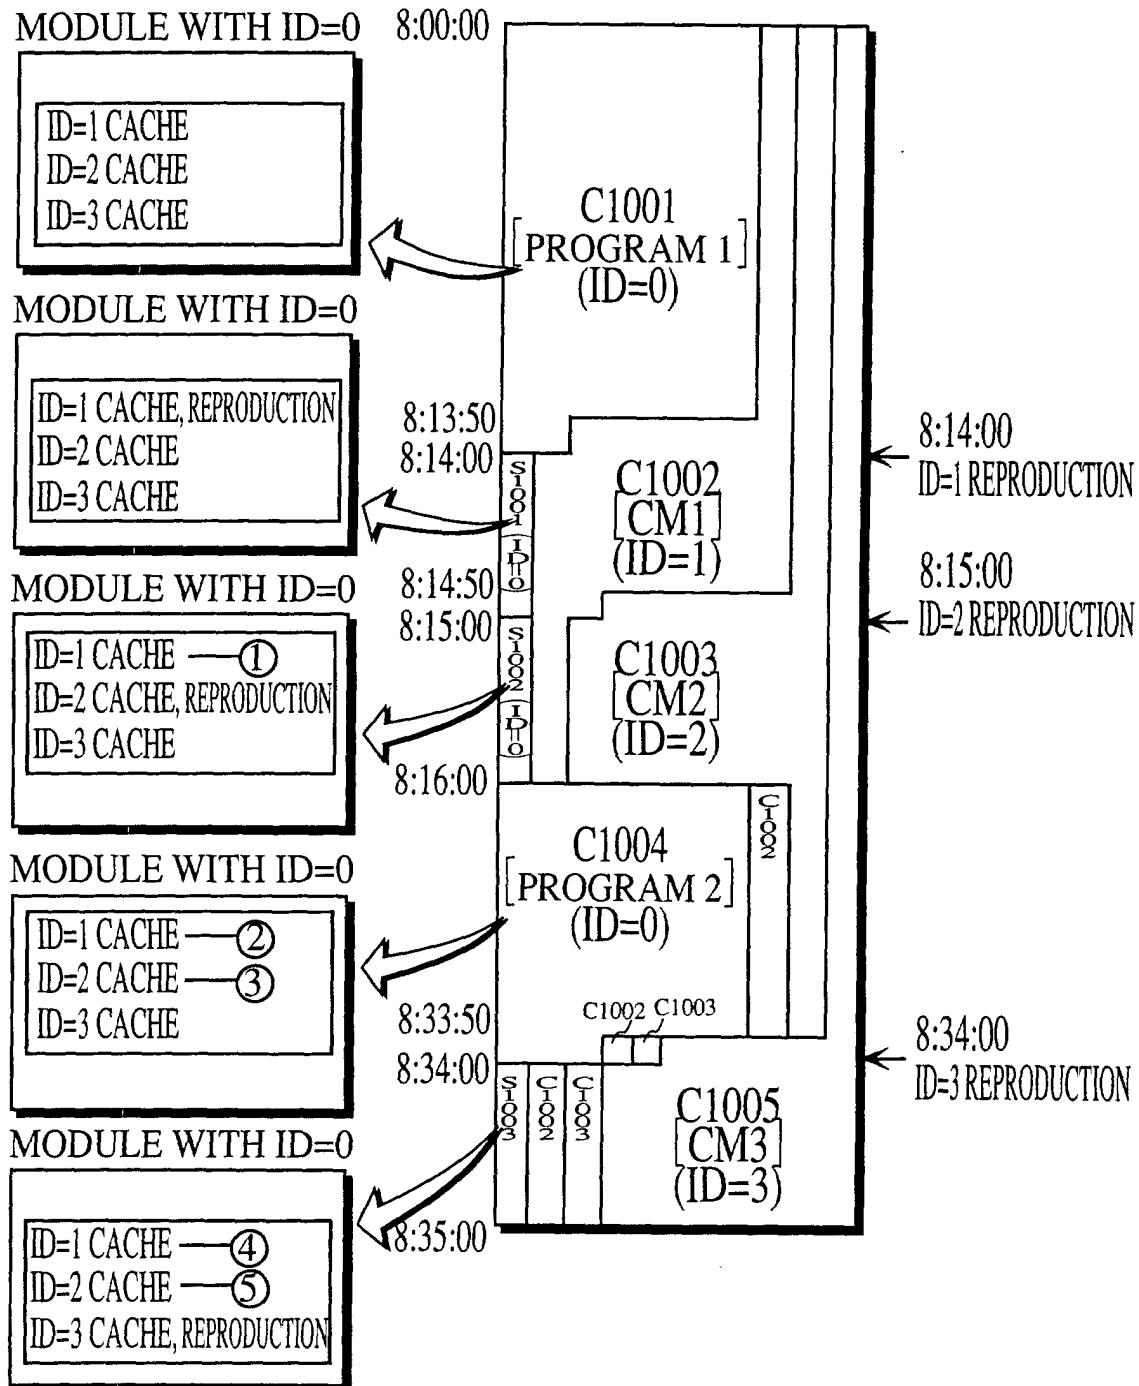 MODULE WITH ID=0
ID=1 CACHE
ID=2 CACHE
ID=3 CACHE
MODULE WITH ID=0
ID=1 CACHE, REPRODUCTION
ID=2 CACHE
ID=3 CACHE
MODULE WITH ID=0
ID=1 CACHE ①
ID=2 CACHE, REPRODUCTION
ID=3 CACHE
MODULE WITH ID=0
ID=1 CACHE ②
ID=2 CACHE ③
ID=3 CACHE
MODULE WITH ID=0
ID=1 CACHE ④
ID=2 CACHE ⑤
ID=3 CACHE, REPRODUCTION
8:00:00
8:13:50
8:14:00
8:14:50
8:15:00
8:16:00
8:33:50
8:34:00
8:35:00
C1001
[PROGRAM 1]
(ID=0)
S1001 (ID=0)
C1002
[CM1]
(ID=1)
S1002 (ID=0)
C1003
[CM2]
(ID=2)
C1004
[PROGRAM 2]
(ID=0)
C1002
C1002 C1003
S1003
C1002
C1003
C1005
[CM3]
(ID=3)
8:14:00
ID=1 REPRODUCTION
8:15:00
ID=2 REPRODUCTION
8:34:00
ID=3 REPRODUCTION